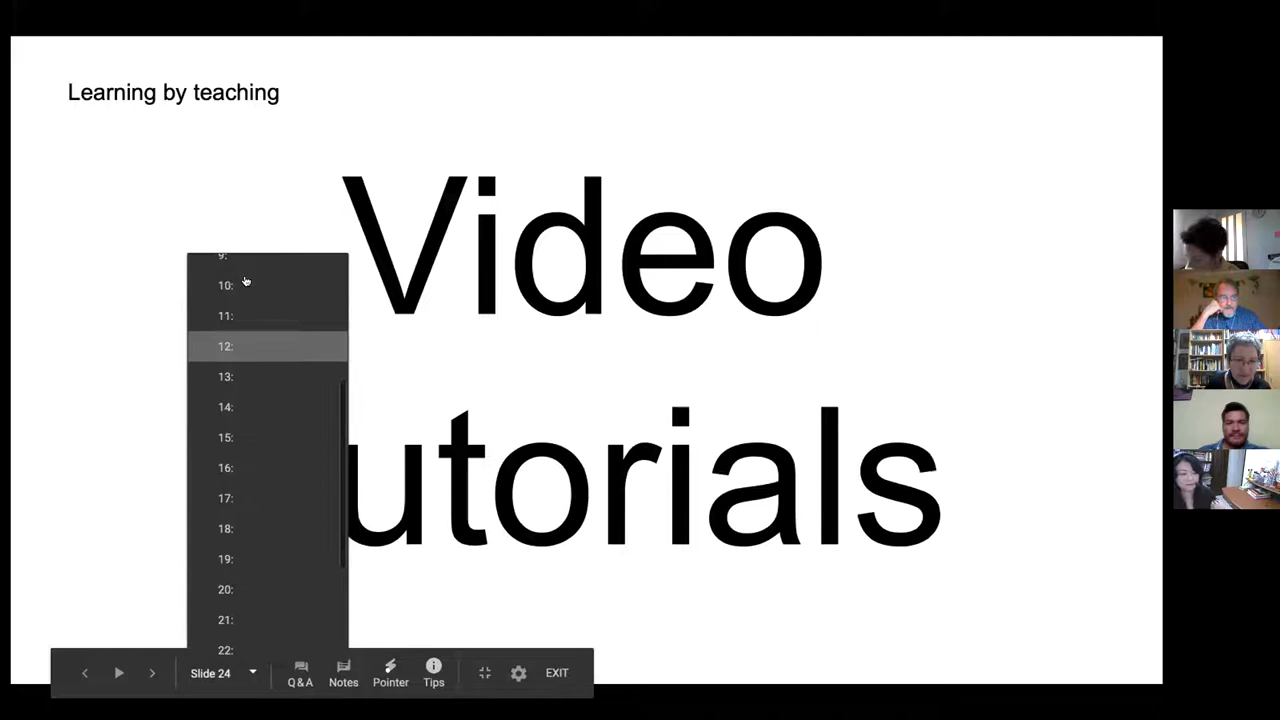 Learning by teaching
Video
utorials
9:
10:
11:
12:
13:
14:
15:
16:
17:
18:
19:
20:
21:
22:
Slide 24
Q&A
Notes
Pointer
Tips
EXIT